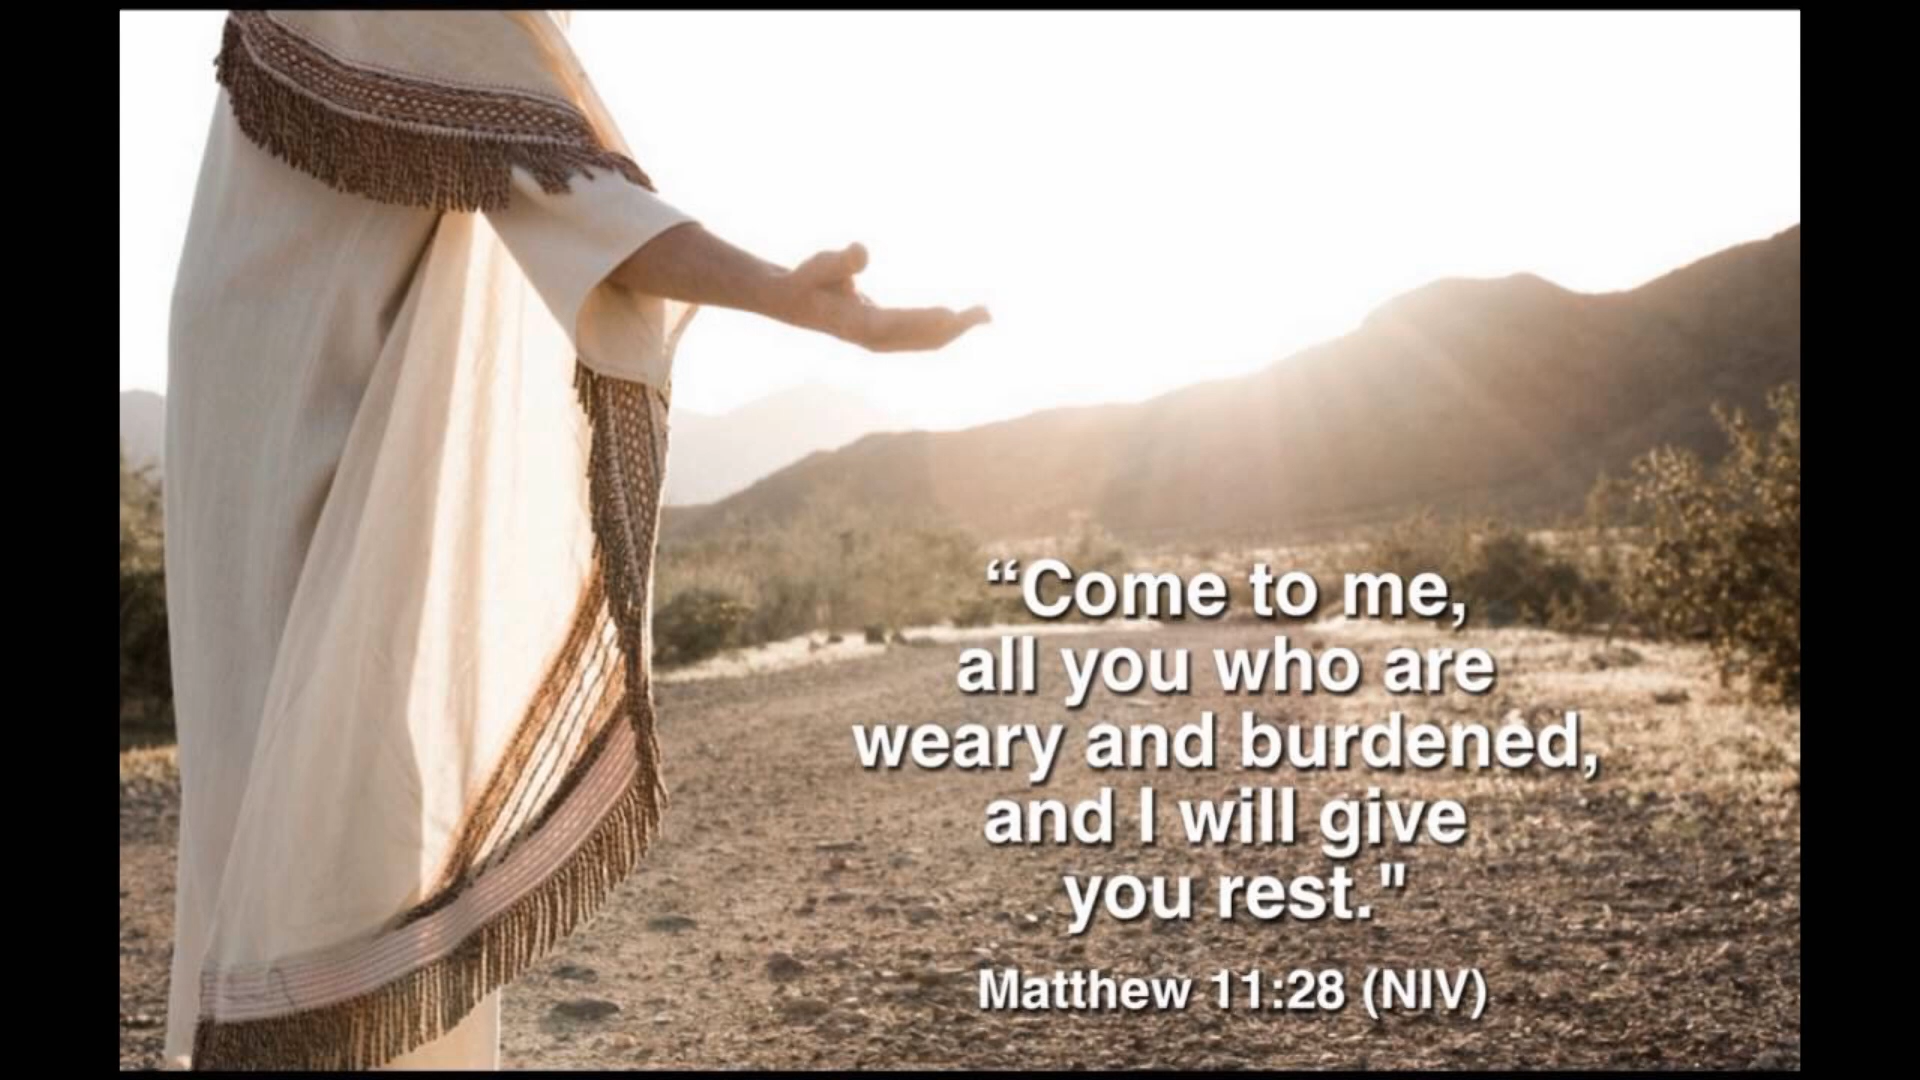 “Come to me,
all you who are
weary and burdened,
and I will give
you rest."
Matthew 11:28 (NIV)